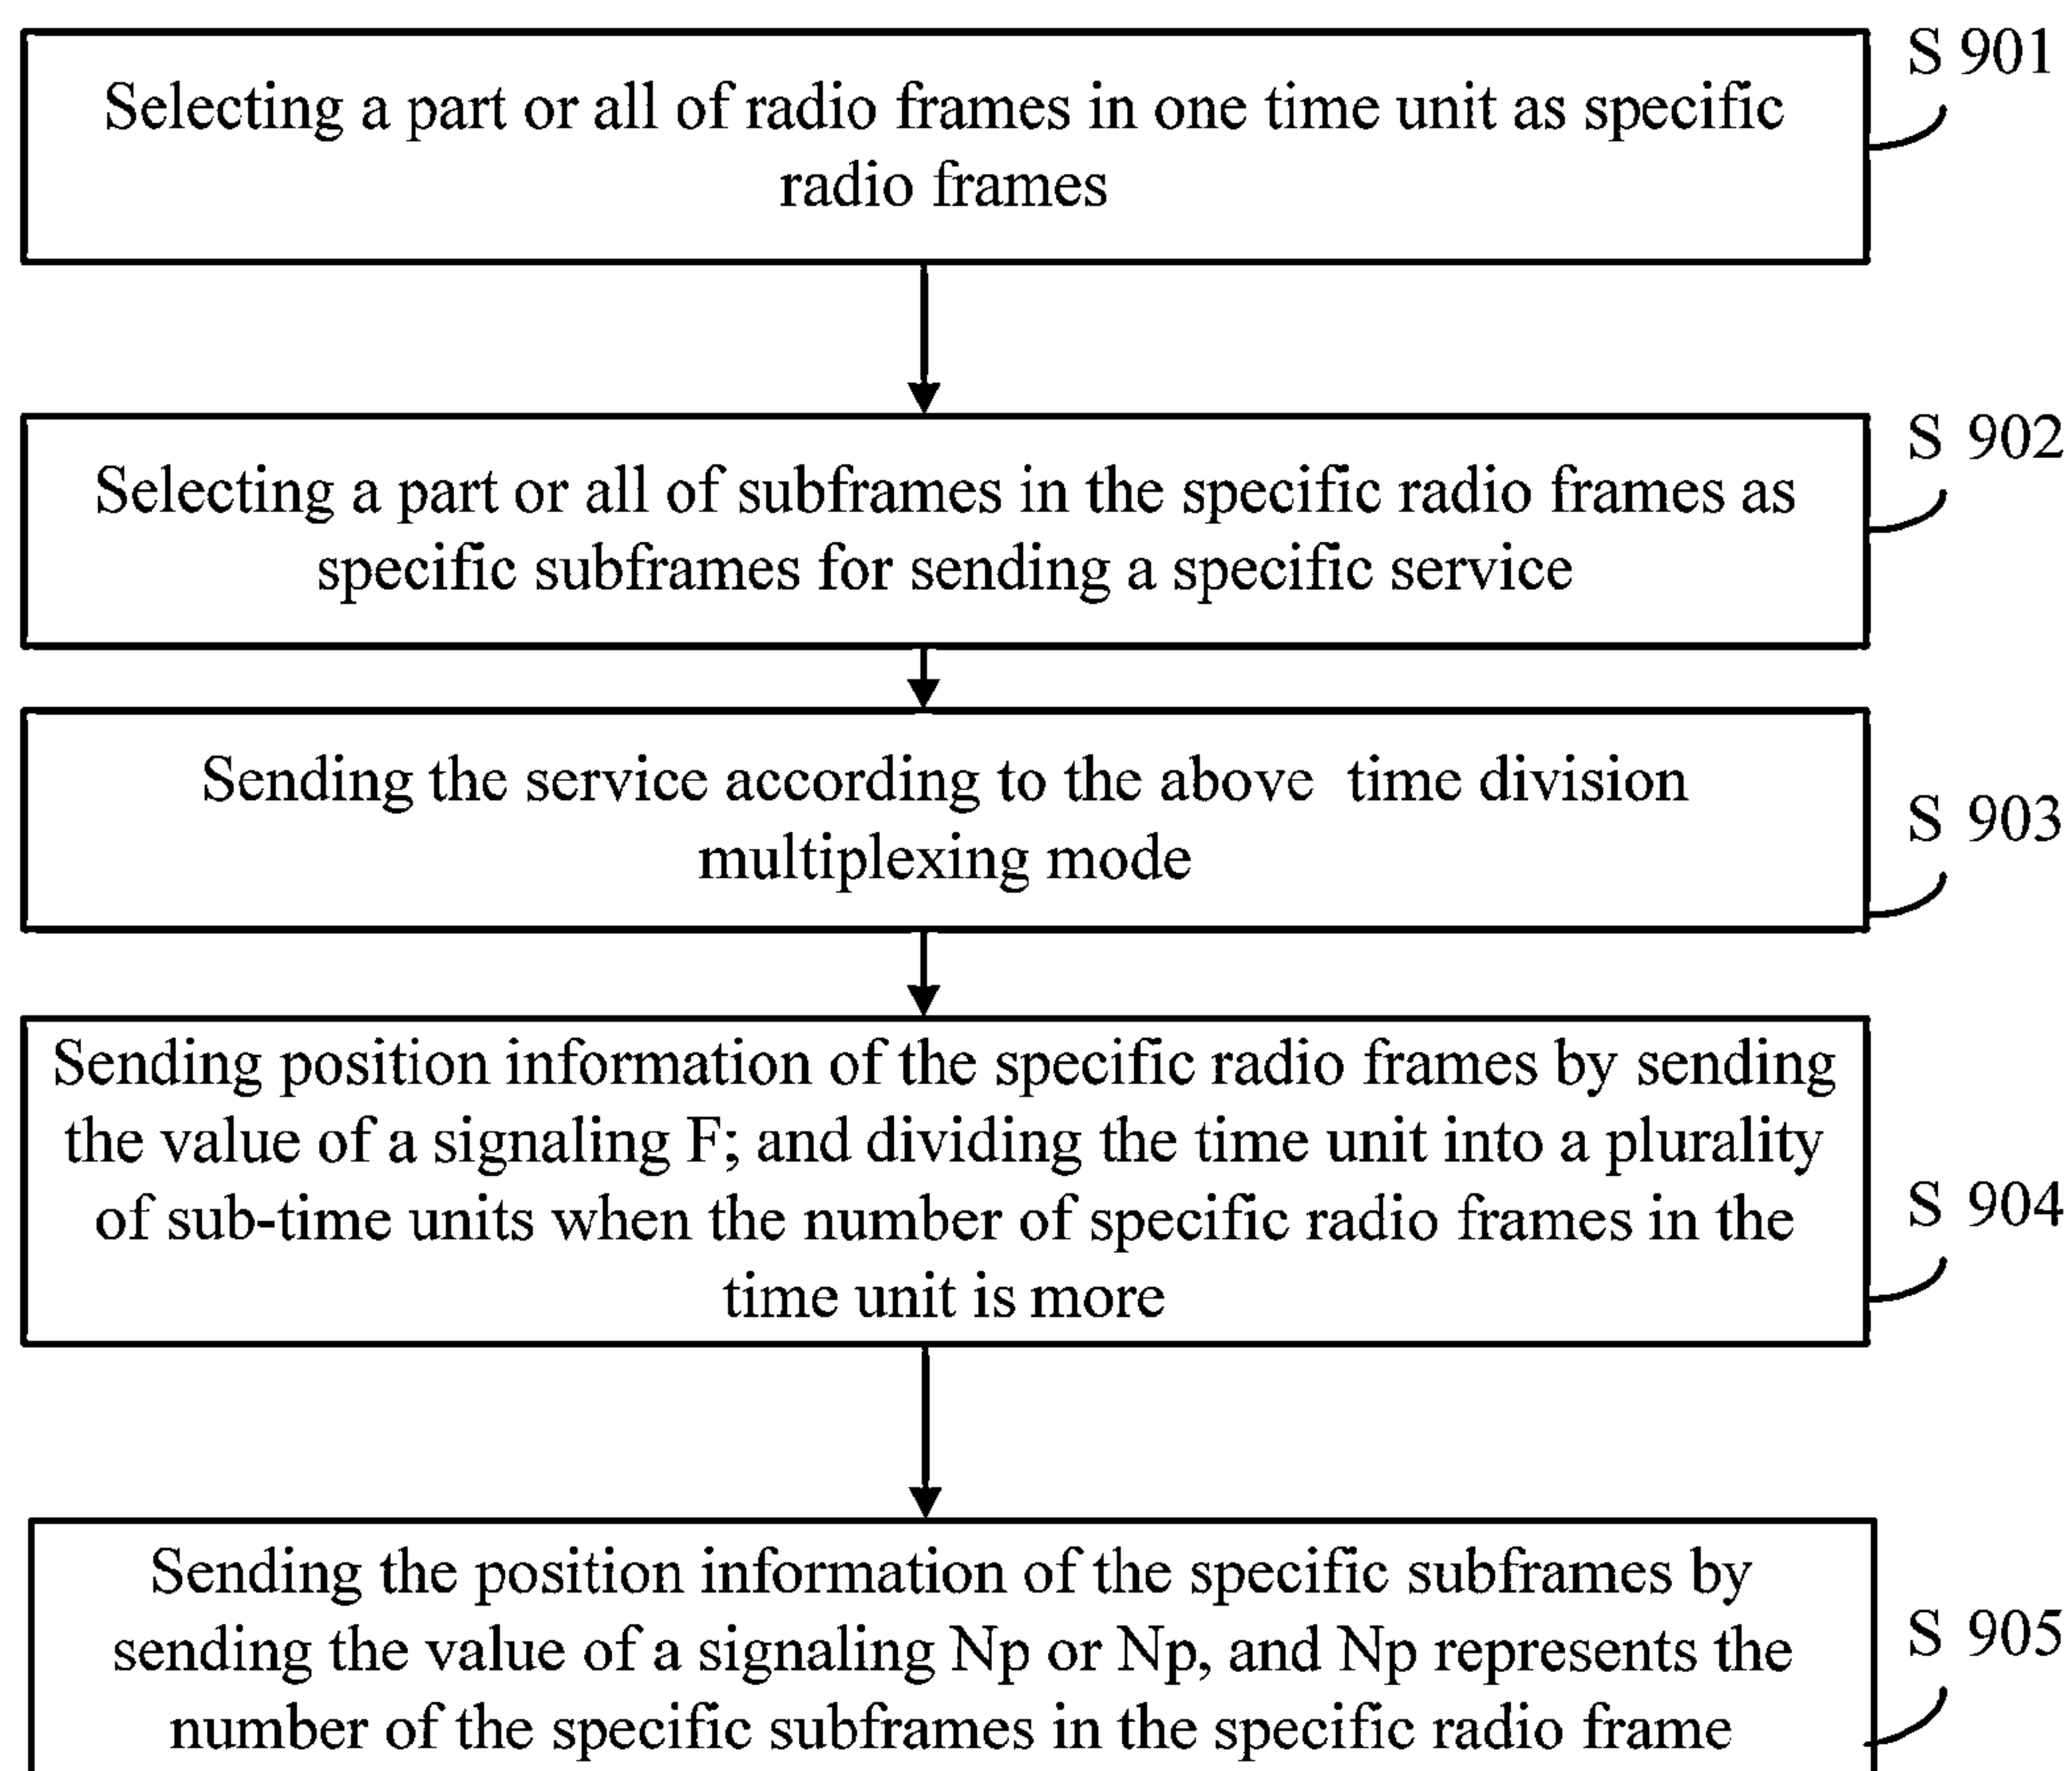 S 901
Selecting a part or all of radio frames in one time unit as specific
radio frames
S 902
Selecting a part or all of subframes in the specific radio frames as
specific subframes for sending a specific service
Sending the service according to the above time division
multiplexing mode
S 903
Sending position information of the specific radio frames by sending
the value of a signaling F; and dividing the time unit into a plurality
of sub-time units when the number of specific radio frames in the
time unit is more
S 904
Sending the position information of the specific subframes by
sending the value of a signaling Np or Np, and Np represents the
number of the specific subframes in the specific radio frame
S 905